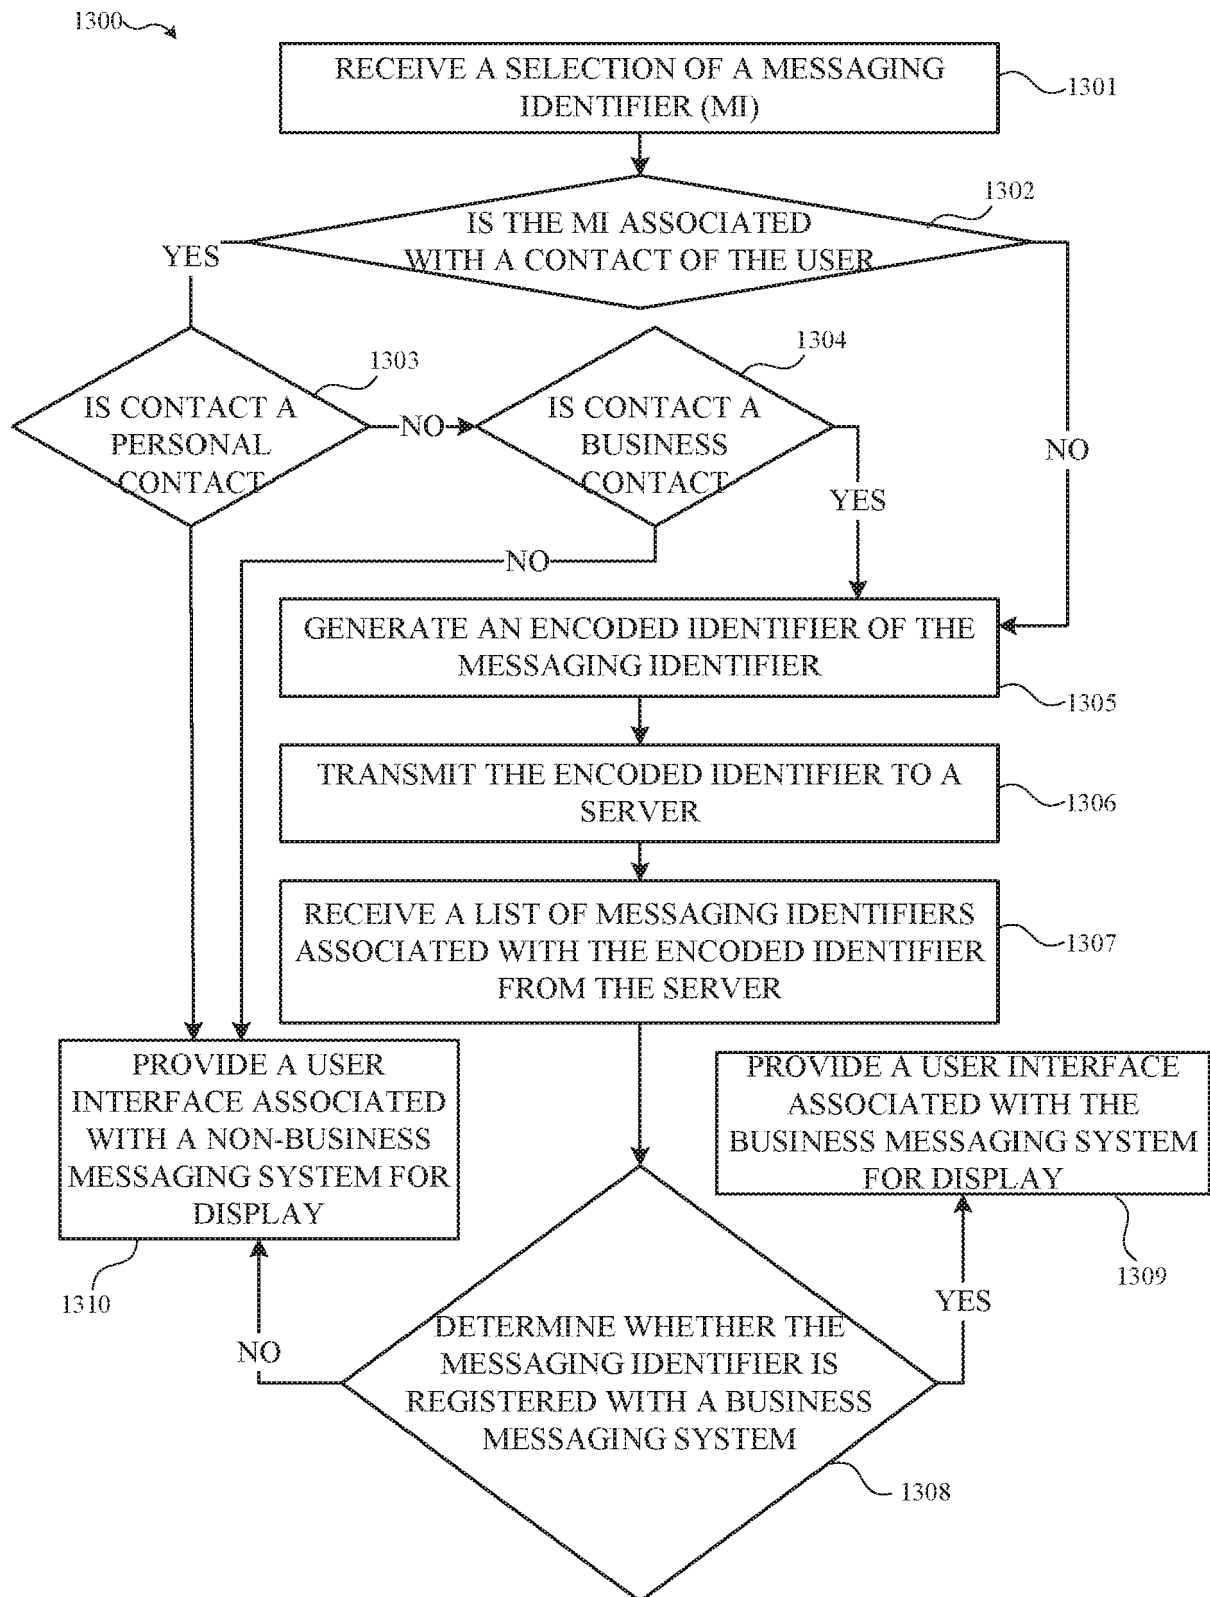 1300
RECEIVE A SELECTION OF A MESSAGING
IDENTIFIER (MI)
1301
1302
IS THE MI ASSOCIATED
WITH A CONTACT OF THE USER
YES
NO
1303
IS CONTACT A
PERSONAL
CONTACT
NO
1304
IS CONTACT A
BUSINESS
CONTACT
YES
NO
GENERATE AN ENCODED IDENTIFIER OF THE
MESSAGING IDENTIFIER
1305
TRANSMIT THE ENCODED IDENTIFIER TO A
SERVER
1306
RECEIVE A LIST OF MESSAGING IDENTIFIERS
ASSOCIATED WITH THE ENCODED IDENTIFIER
FROM THE SERVER
1307
PROVIDE A USER
INTERFACE ASSOCIATED
WITH A NON-BUSINESS
MESSAGING SYSTEM FOR
DISPLAY
1310
PROVIDE A USER INTERFACE
ASSOCIATED WITH THE
BUSINESS MESSAGING SYSTEM
FOR DISPLAY
1309
NO
YES
DETERMINE WHETHER THE
MESSAGING IDENTIFIER IS
REGISTERED WITH A BUSINESS
MESSAGING SYSTEM
1308